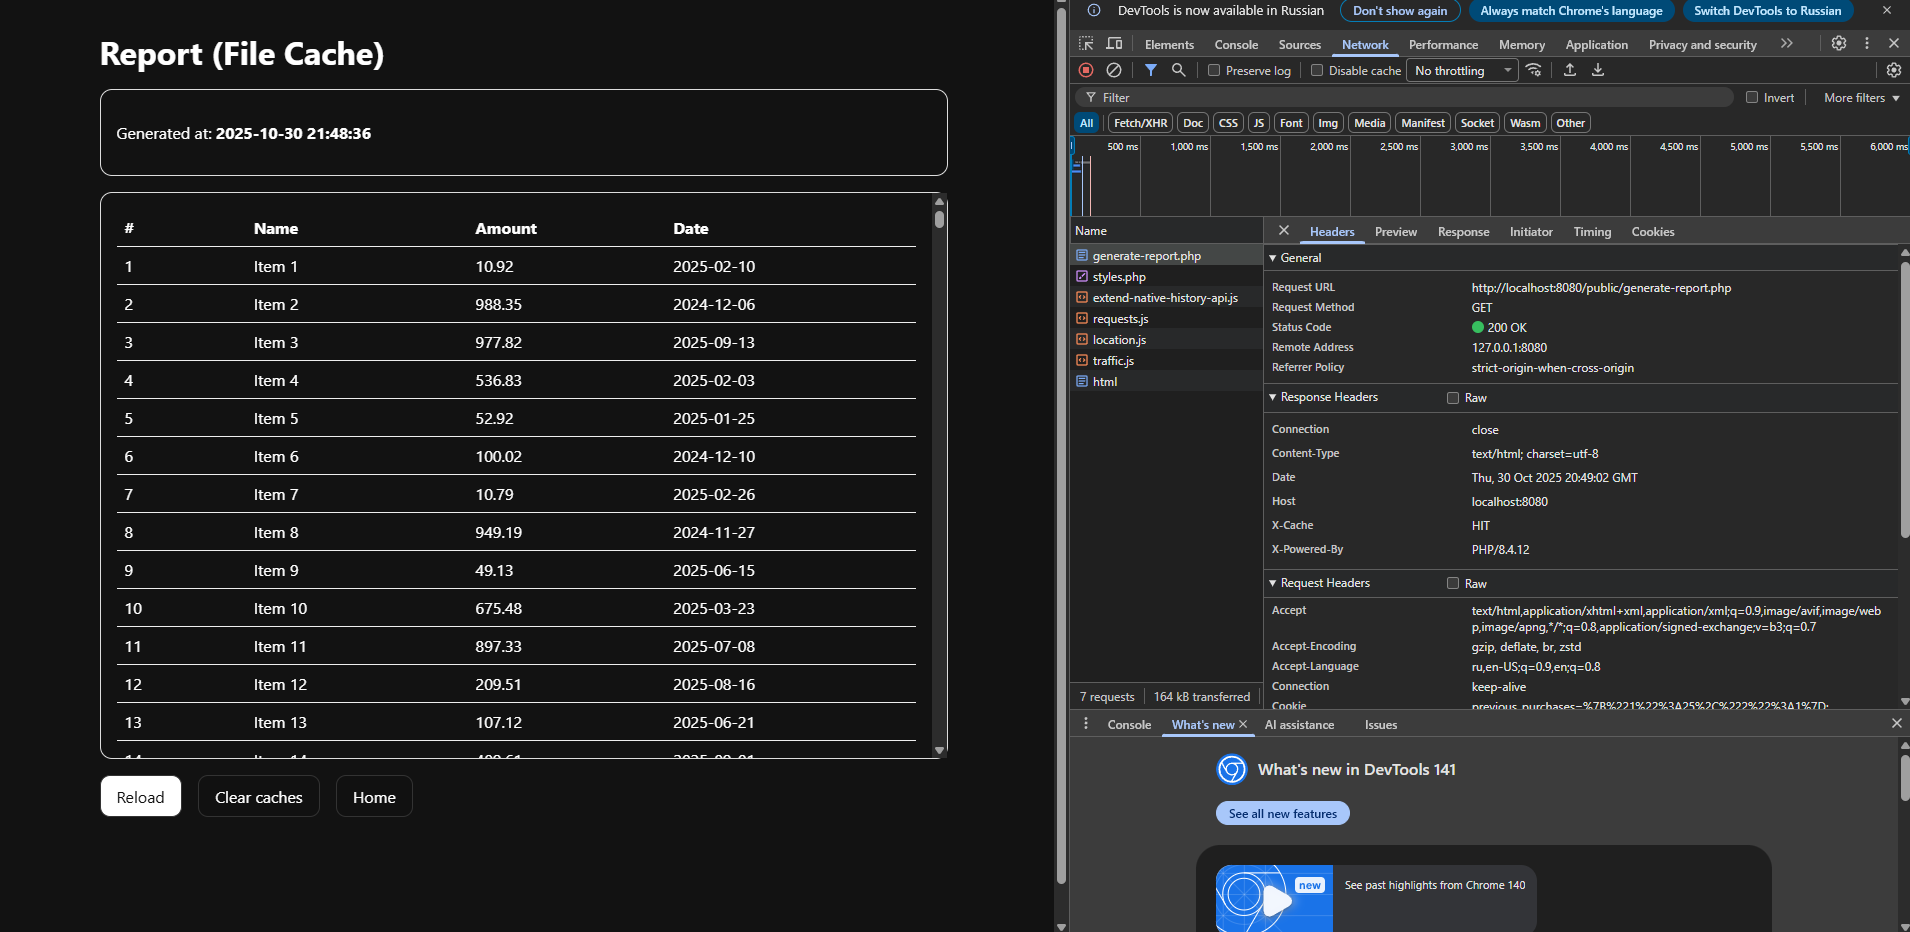 Report (File Cache)
Generated at: 2025-10-30 21:48:36
# Name Amount Date
1 Item 1 10.92 2025-02-10
2 Item 2 988.35 2024-12-06
3 Item 3 977.82 2025-09-13
4 Item 4 536.83 2025-02-03
5 Item 5 52.92 2025-01-25
6 Item 6 100.02 2024-12-10
7 Item 7 10.79 2025-02-26
8 Item 8 949.19 2024-11-27
9 Item 9 49.13 2025-06-15
10 Item 10 675.48 2025-03-23
11 Item 11 897.33 2025-07-08
12 Item 12 209.51 2025-08-16
13 Item 13 107.12 2025-06-21
Reload Clear caches Home
DevTools is now available in Russian Don't show again Always match Chrome's language Switch DevTools to Russian
Elements Console Sources Network Performance Memory Application Privacy and security
Preserve log Disable cache No throttling
Filter Invert More filters
All Fetch/XHR Doc CSS JS Font Img Media Manifest Socket Wasm Other
500 ms 1,000 ms 1,500 ms 2,000 ms 2,500 ms 3,000 ms 3,500 ms 4,000 ms 4,500 ms 5,000 ms 5,500 ms 6,000 ms
Name
generate-report.php
styles.php
extend-native-history-api.js
requests.js
location.js
traffic.js
html
7 requests 164 kB transferred
Headers Preview Response Initiator Timing Cookies
General
Request URL http://localhost:8080/public/generate-report.php
Request Method GET
Status Code 200 OK
Remote Address 127.0.0.1:8080
Referrer Policy strict-origin-when-cross-origin
Response Headers Raw
Connection close
Content-Type text/html; charset=utf-8
Date Thu, 30 Oct 2025 20:49:02 GMT
Host localhost:8080
X-Cache HIT
X-Powered-By PHP/8.4.12
Request Headers Raw
Accept text/html,application/xhtml+xml,application/xml;q=0.9,image/avif,image/web
p,image/apng,*/*;q=0.8,application/signed-exchange;v=b3;q=0.7
Accept-Encoding gzip, deflate, br, zstd
Accept-Language ru,en-US;q=0.9,en;q=0.8
Connection keep-alive
Cookie previous_purchases=%7B%221%22%3A25%2C%222%22%3A1%7D;
Console What's new AI assistance Issues
What's new in DevTools 141
See all new features
new
See past highlights from Chrome 140